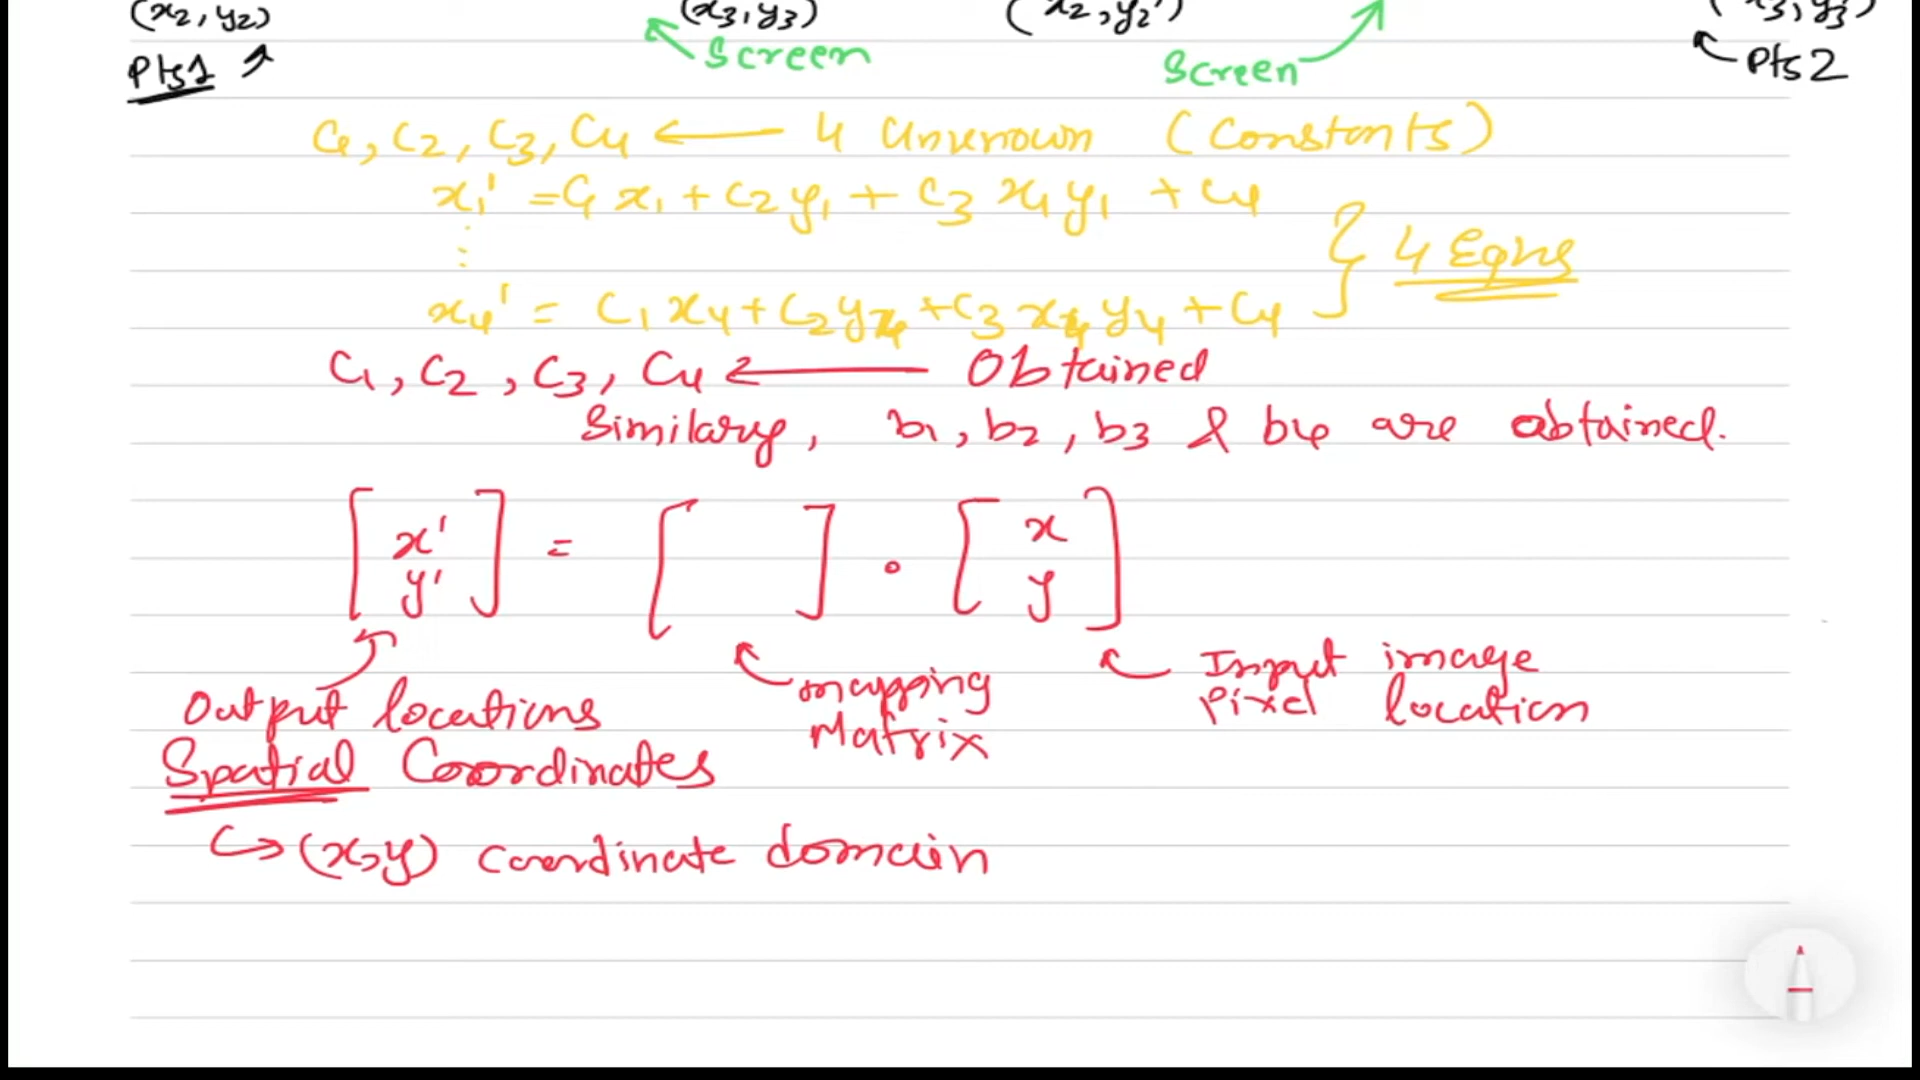 (x2, y2) (x3, y3) (x2', y2') (x3', y3')
Pts1 Screen Screen Pts2
C1, C2, C3, C4 ← 4 Unknown (Constants)
x1' = C1 x1 + C2 y1 + C3 x1 y1 + C4
⋮
} 4 Eqns
x4' = C1 x4 + C2 y4 + C3 x4 y4 + C4
C1, C2, C3, C4 ← Obtained
Similary, b1, b2, b3 & b4 are obtained.
[x' y'] = [ ] . [x y]
Output locations
mapping Matrix
Input image Pixel location
Spatial Coordinates
↪ (x,y) coordinate domain